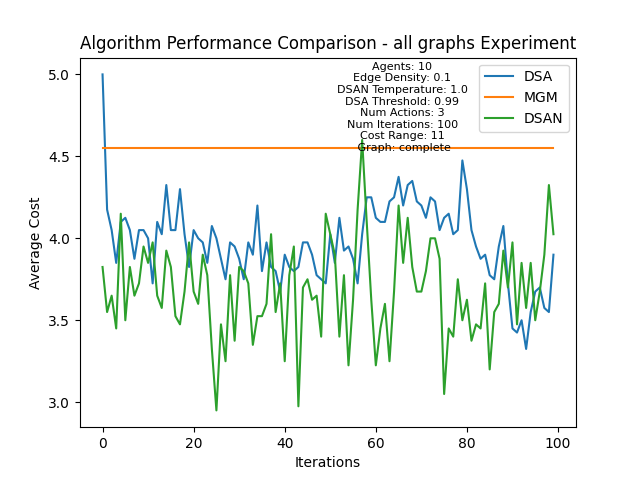 Algorithm Performance Comparison - all graphs Experiment
Agents: 10
Edge Density: 0.1
DSAN Temperature: 1.0
DSA Threshold: 0.99
Num Actions: 3
Num Iterations: 100
Cost Range: 11
Graph: complete
DSA
MGM
DSAN
Average Cost
5.0
4.5
4.0
3.5
3.0
0
20
40
60
80
100
Iterations